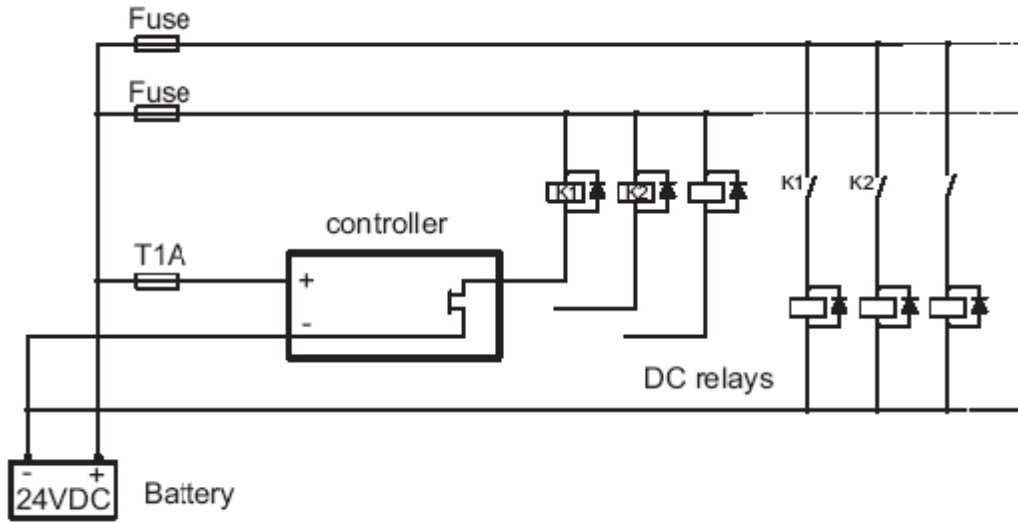 Fuse
Fuse
K1
K2
K1
K2
controller
T1A
+
-
DC relays
- +
24VDC
Battery